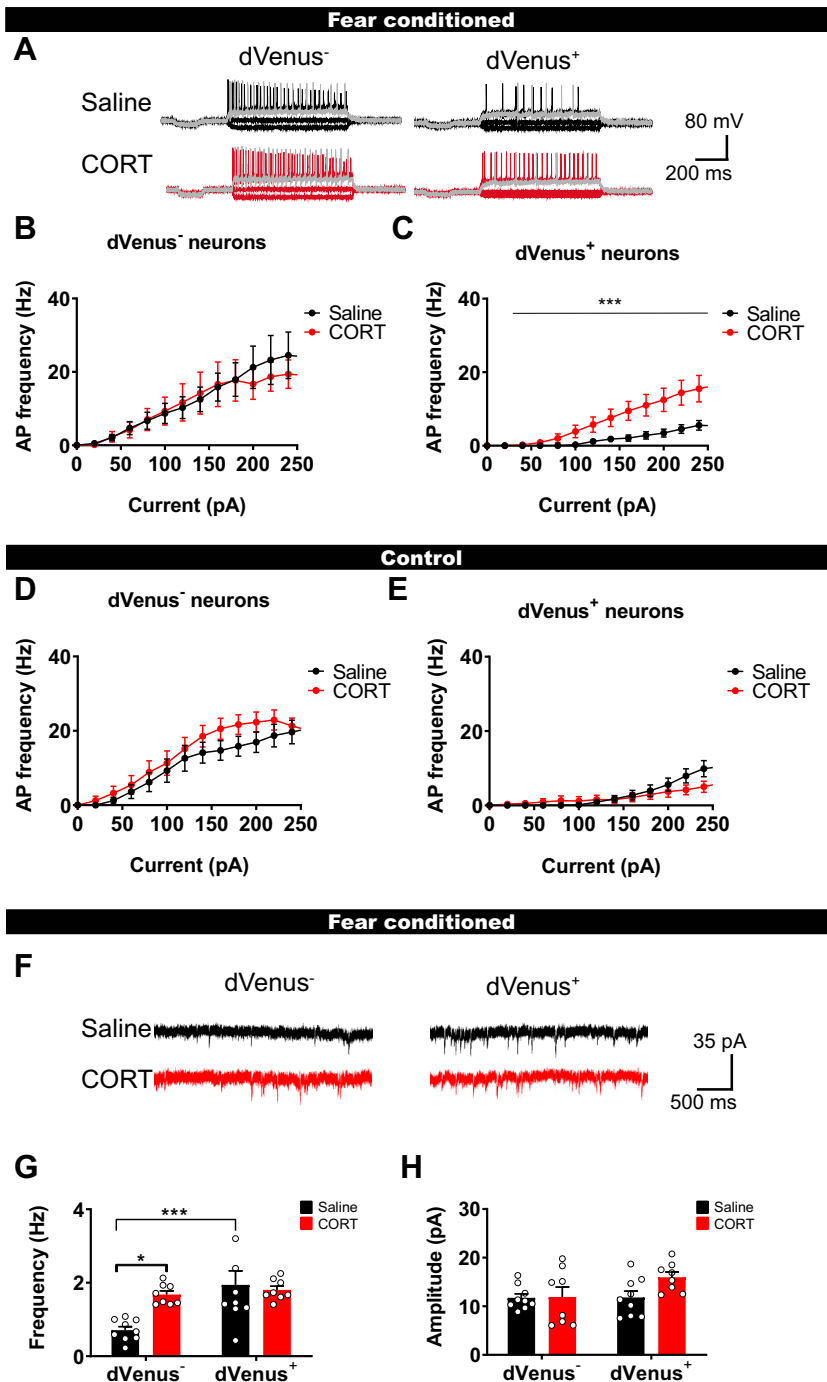 Fear conditioned
A
dVenus⁻
dVenus⁺
Saline
CORT
80 mV
200 ms
B
dVenus⁻ neurons
AP frequency (Hz)
40
20
0
0 50 100 150 200 250
Current (pA)
Saline
CORT
C
dVenus⁺ neurons
AP frequency (Hz)
40
20
0
0 50 100 150 200 250
Current (pA)
***
Saline
CORT
Control
D
dVenus⁻ neurons
AP frequency (Hz)
40
20
0
0 50 100 150 200 250
Current (pA)
Saline
CORT
E
dVenus⁺ neurons
AP frequency (Hz)
40
20
0
0 50 100 150 200 250
Current (pA)
Saline
CORT
Fear conditioned
F
dVenus⁻
dVenus⁺
Saline
CORT
35 pA
500 ms
G
Frequency (Hz)
4
2
0
***
*
Saline
CORT
dVenus⁻ dVenus⁺
H
Amplitude (pA)
30
20
10
0
Saline
CORT
dVenus⁻ dVenus⁺